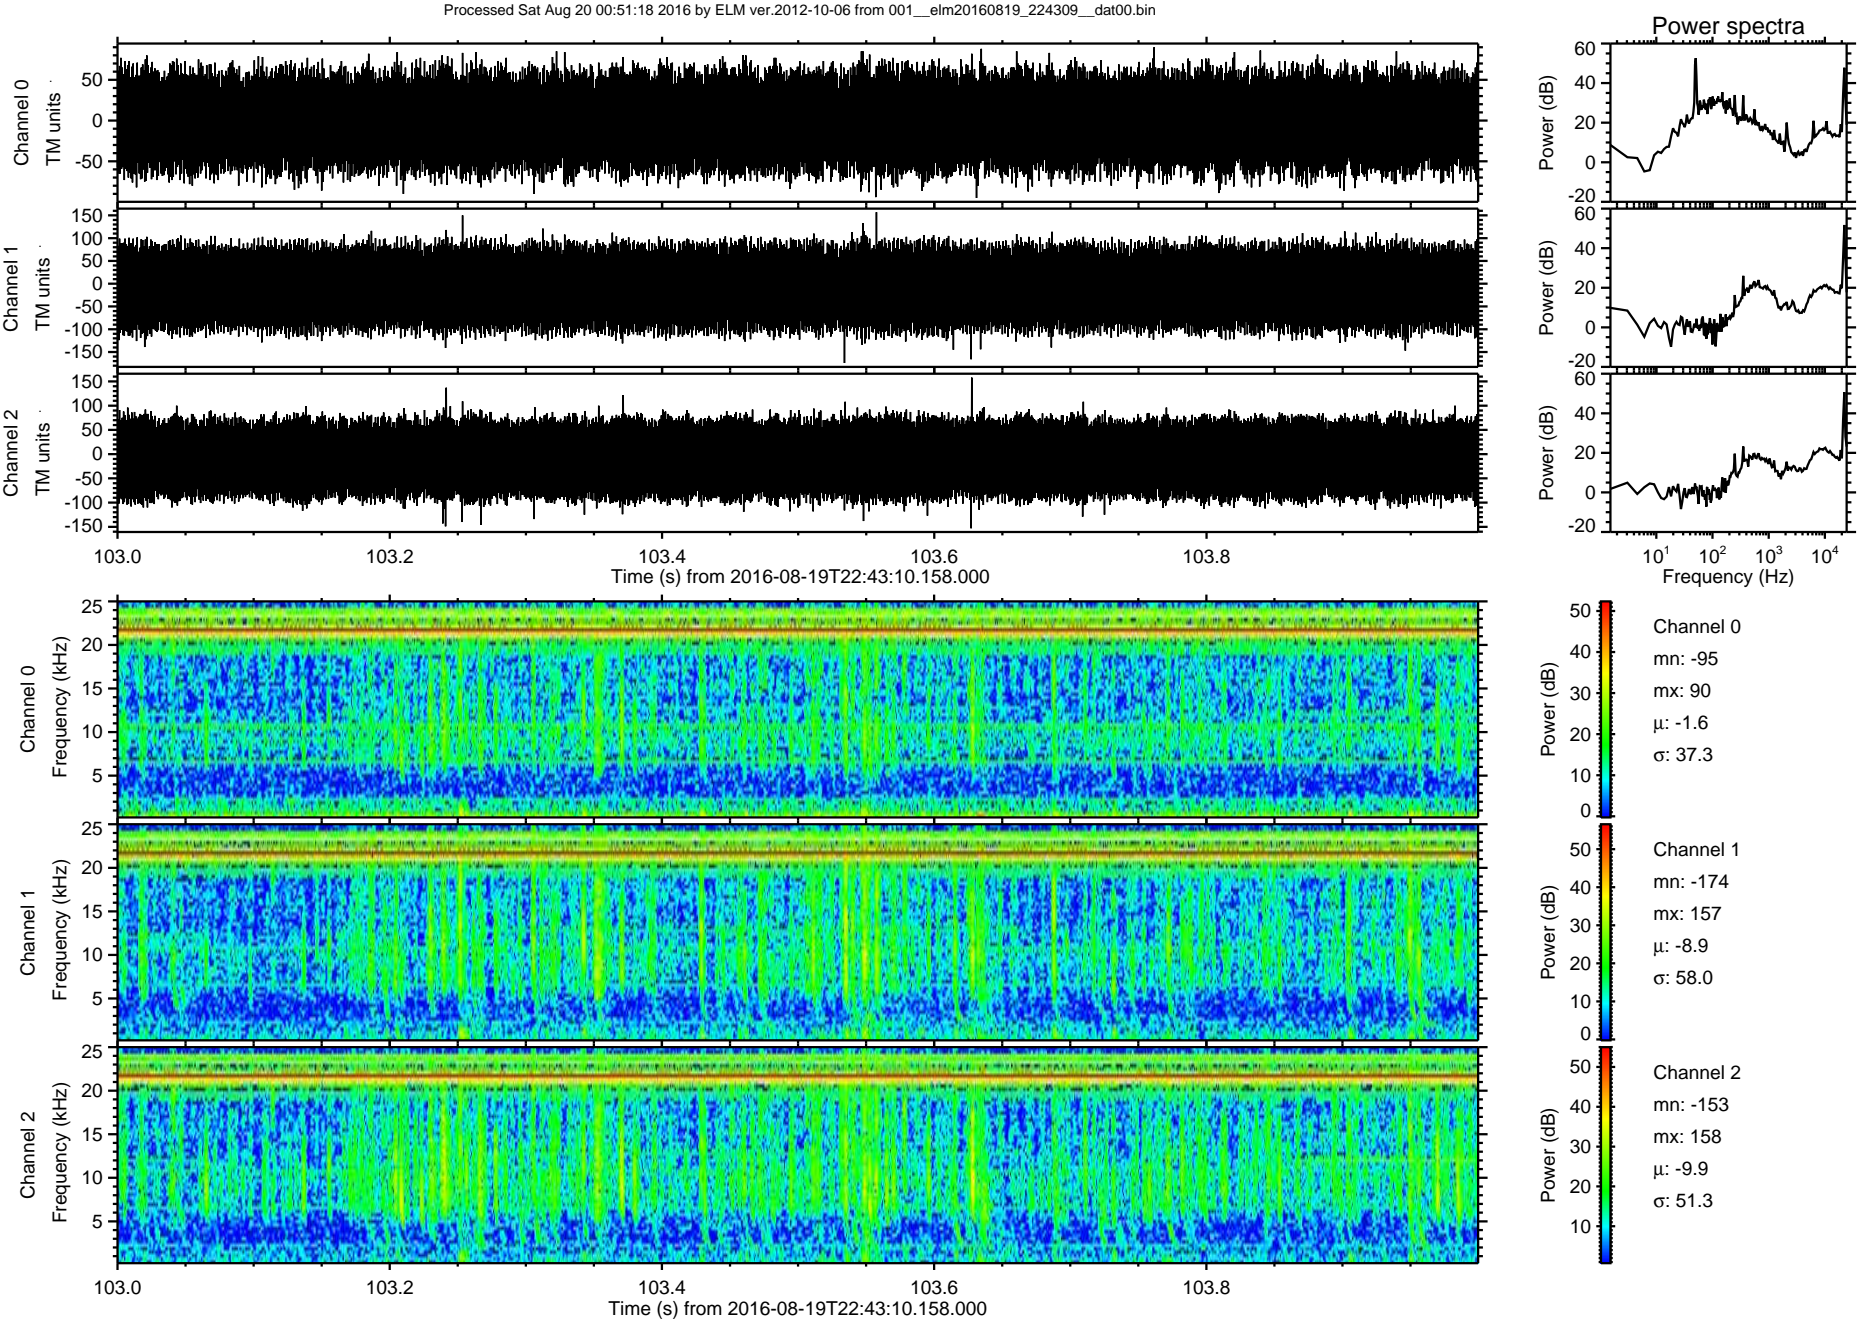 Processed Sat Aug 20 00:51:18 2016 by ELM ver.2012-10-06 from 001__elm20160819_224309__dat00.bin
Power spectra
Channel 0
TM units
50
0
-50
Power (dB)
60
40
20
0
-20
Channel 1
TM units
150
100
50
0
-50
-100
-150
Power (dB)
60
40
20
0
-20
Channel 2
TM units
150
100
50
0
-50
-100
-150
Power (dB)
60
40
20
0
-20
103.0 103.2 103.4 103.6 103.8
Time (s) from 2016-08-19T22:43:10.158.000
10¹ 10² 10³ 10⁴
Frequency (Hz)
Channel 0
Frequency (kHz)
25
20
15
10
5
Power (dB)
50
40
30
20
10
0
Channel 0
mn: -95
mx: 90
μ: -1.6
σ: 37.3
Channel 1
Frequency (kHz)
25
20
15
10
5
Power (dB)
50
40
30
20
10
0
Channel 1
mn: -174
mx: 157
μ: -8.9
σ: 58.0
Channel 2
Frequency (kHz)
25
20
15
10
5
Power (dB)
50
40
30
20
10
Channel 2
mn: -153
mx: 158
μ: -9.9
σ: 51.3
103.0 103.2 103.4 103.6 103.8
Time (s) from 2016-08-19T22:43:10.158.000